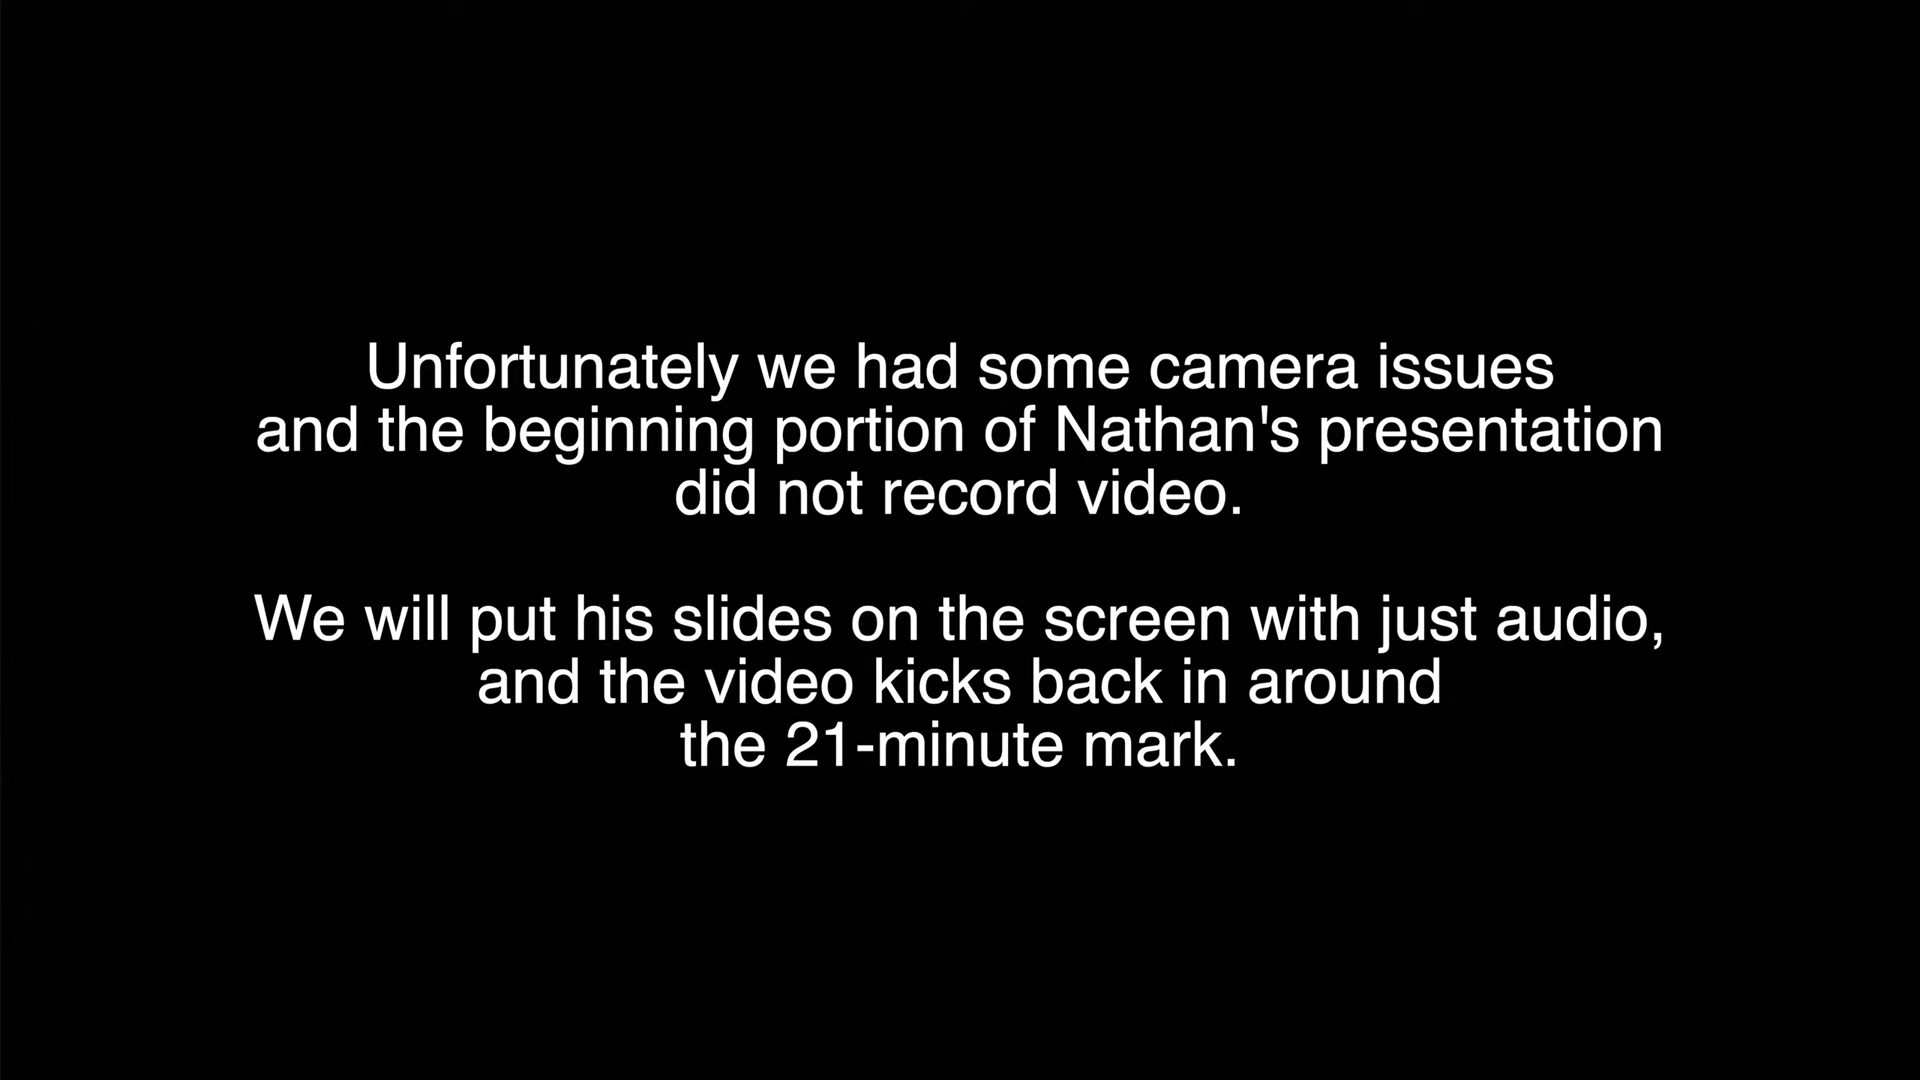 Unfortunately we had some camera issues
and the beginning portion of Nathan's presentation
did not record video.
We will put his slides on the screen with just audio,
and the video kicks back in around
the 21-minute mark.